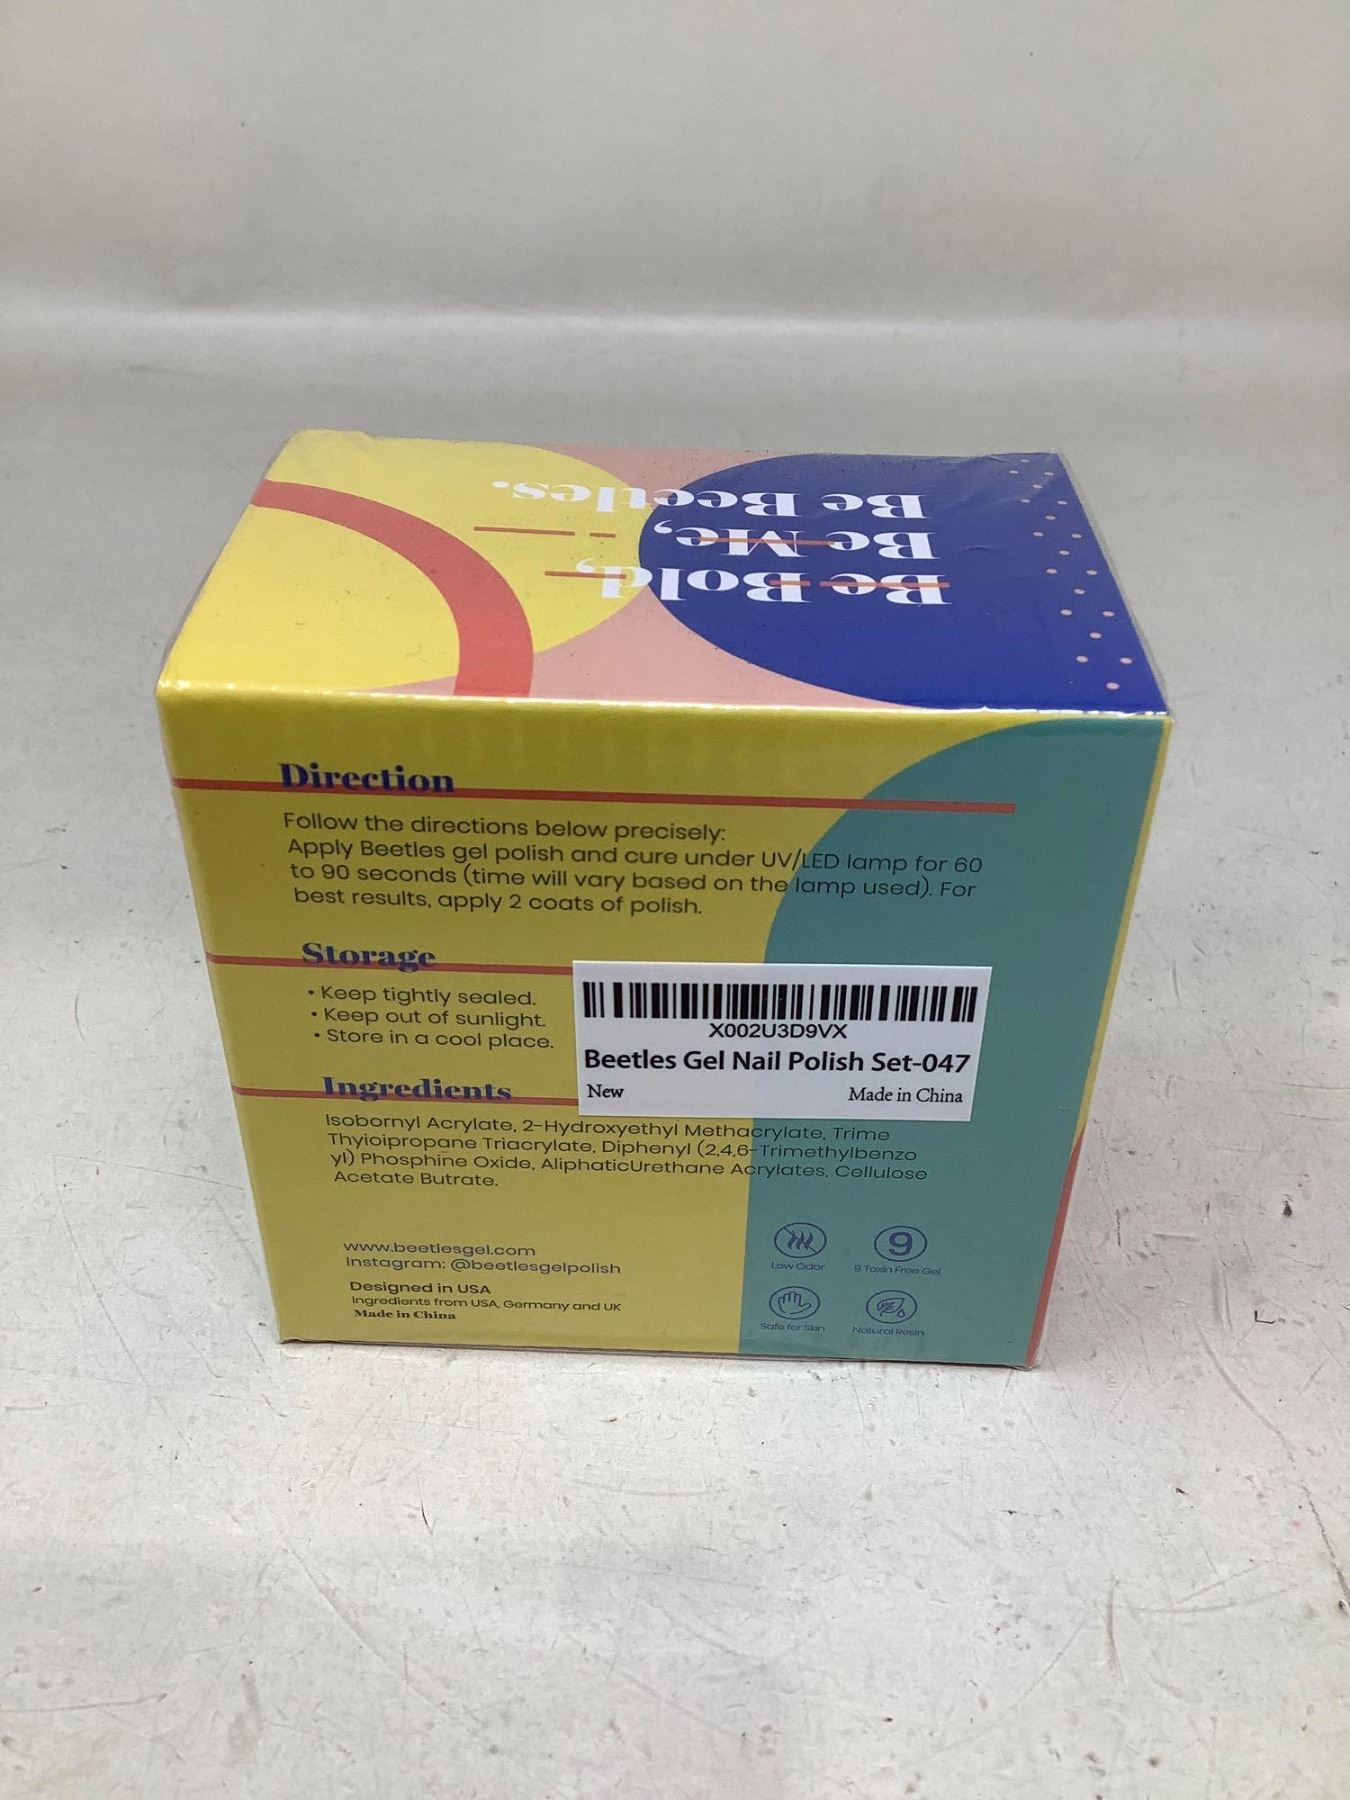 Be Bold,
Be Me,
Be Beetles.
Direction
Follow the directions below precisely:
Apply Beetles gel polish and cure under UV/LED lamp for 60
to 90 seconds (time will vary based on the lamp used). For
best results, apply 2 coats of polish.
Storage
• Keep tightly sealed.
• Keep out of sunlight.
• Store in a cool place.
X002U3D9VX
Beetles Gel Nail Polish Set-047
New Made in China
Ingredients
Isobornyl Acrylate, 2-Hydroxyethyl Methacrylate, Trime
Thyioipropane Triacrylate, Diphenyl (2,4,6-Trimethylbenzo
yl) Phosphine Oxide, AliphaticUrethane Acrylates, Cellulose
Acetate Butrate.
www.beetlesgel.com
Instagram: @beetlesgelpolish
Designed in USA
Ingredients from USA, Germany and UK
Made in China
Low Odor
9
9 Toxin Free Gel
Safe for Skin
Natural Resin